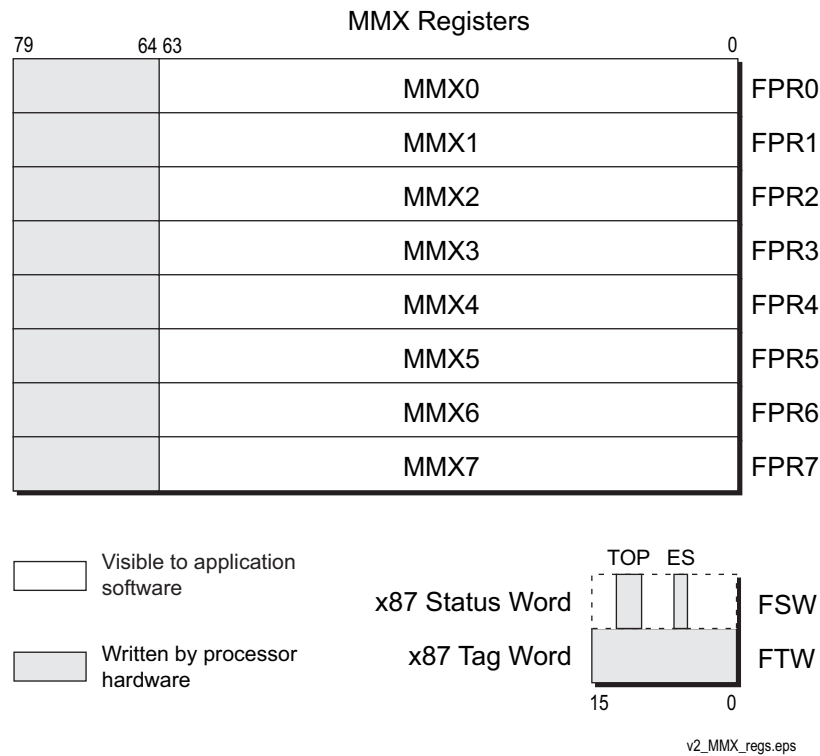 MMX Registers
79 64 63 0
MMX0 FPR0
MMX1 FPR1
MMX2 FPR2
MMX3 FPR3
MMX4 FPR4
MMX5 FPR5
MMX6 FPR6
MMX7 FPR7
Visible to application
software
Written by processor
hardware
TOP ES
x87 Status Word FSW
x87 Tag Word FTW
15 0
v2_MMX_regs.eps